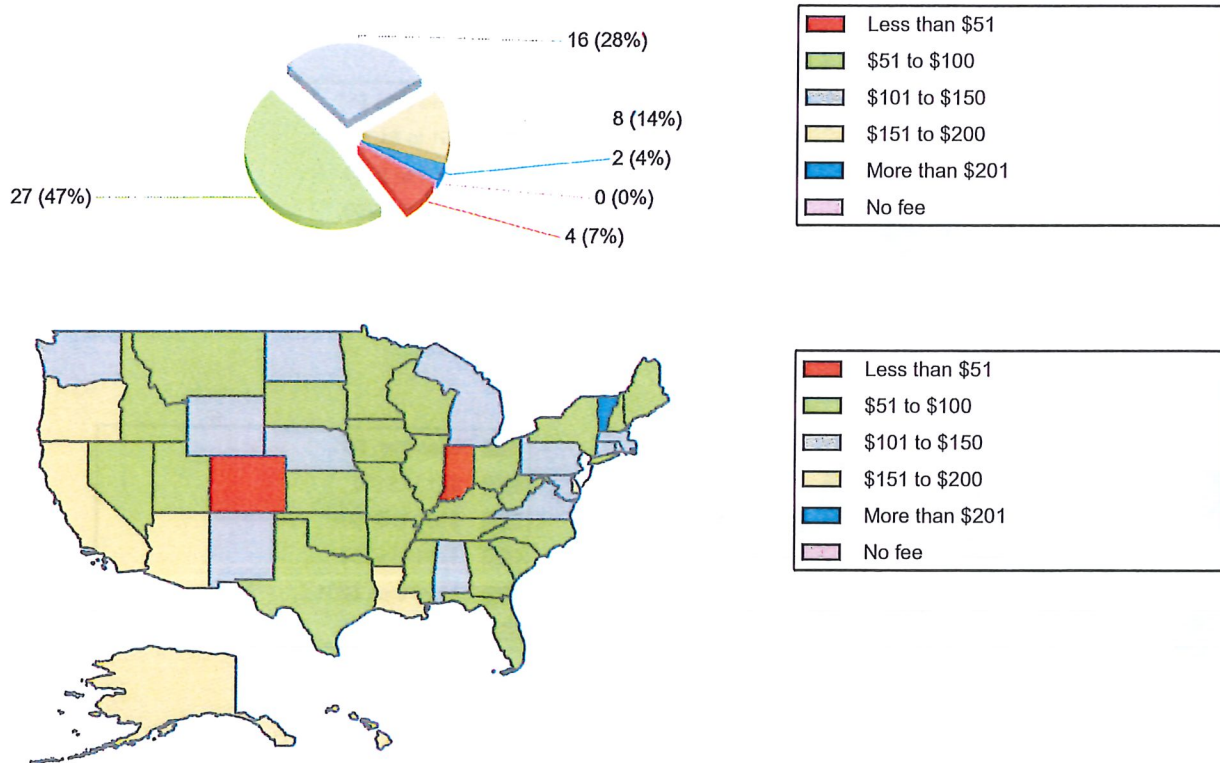 16 (28%)
8 (14%)
2 (4%)
0 (0%)
4 (7%)
27 (47%)
Less than $51
$51 to $100
$101 to $150
$151 to $200
More than $201
No fee
Less than $51
$51 to $100
$101 to $150
$151 to $200
More than $201
No fee